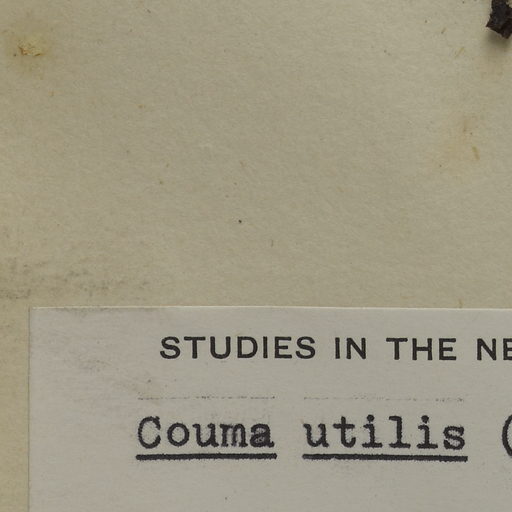 STUDIES IN THE NE
Couma utilis (